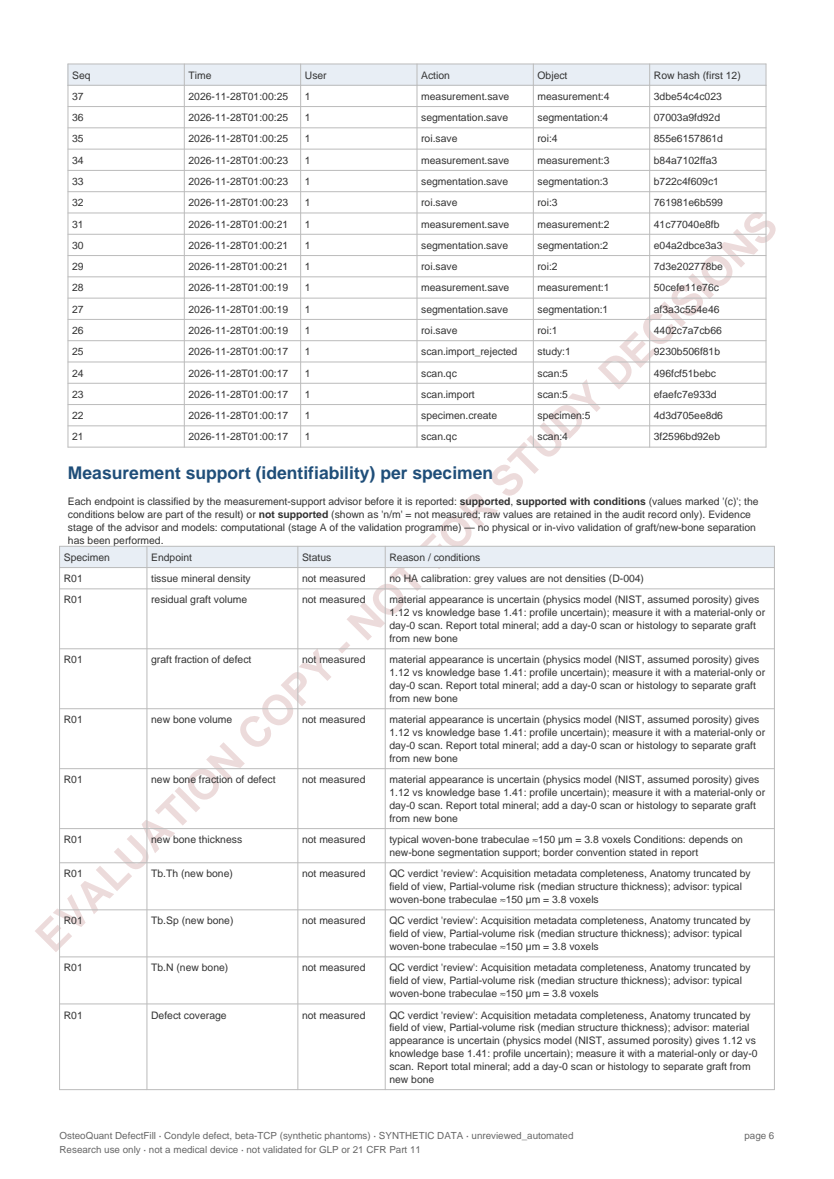 Seq Time User Action Object Row hash (first 12)
37 2026-11-28T01:00:25 1 measurement.save measurement:4 3dbe54c4c023
36 2026-11-28T01:00:25 1 segmentation.save segmentation:4 07003a9fd92d
35 2026-11-28T01:00:25 1 roi.save roi:4 855e6157861d
34 2026-11-28T01:00:23 1 measurement.save measurement:3 b84a7102ffa3
33 2026-11-28T01:00:23 1 segmentation.save segmentation:3 b722c4f609c1
32 2026-11-28T01:00:23 1 roi.save roi:3 761981e6b599
31 2026-11-28T01:00:21 1 measurement.save measurement:2 41c77040e8fb
30 2026-11-28T01:00:21 1 segmentation.save segmentation:2 e04a2dbce3a3
29 2026-11-28T01:00:21 1 roi.save roi:2 7d3e202778be
28 2026-11-28T01:00:19 1 measurement.save measurement:1 50cefe11e76c
27 2026-11-28T01:00:19 1 segmentation.save segmentation:1 af3a3c554e46
26 2026-11-28T01:00:19 1 roi.save roi:1 4402c7a7cb66
25 2026-11-28T01:00:17 1 scan.import_rejected study:1 9230b506f81b
24 2026-11-28T01:00:17 1 scan.qc scan:5 496fcf51bebc
23 2026-11-28T01:00:17 1 scan.import scan:5 efaefc7e933d
22 2026-11-28T01:00:17 1 specimen.create specimen:5 4d3d705ee8d6
21 2026-11-28T01:00:17 1 scan.qc scan:4 3f2596bd92eb
Measurement support (identifiability) per specimen
Each endpoint is classified by the measurement-support advisor before it is reported: supported, supported with conditions (values marked '(c)'; the
conditions below are part of the result) or not supported (shown as 'n/m' = not measured; raw values are retained in the audit record only). Evidence
stage of the advisor and models: computational (stage A of the validation programme) — no physical or in-vivo validation of graft/new-bone separation
has been performed.
Specimen Endpoint Status Reason / conditions
R01 tissue mineral density not measured no HA calibration: grey values are not densities (D-004)
R01 residual graft volume not measured material appearance is uncertain (physics model (NIST, assumed porosity) gives
1.12 vs knowledge base 1.41: profile uncertain); measure it with a material-only or
day-0 scan. Report total mineral; add a day-0 scan or histology to separate graft
from new bone
R01 graft fraction of defect not measured material appearance is uncertain (physics model (NIST, assumed porosity) gives
1.12 vs knowledge base 1.41: profile uncertain); measure it with a material-only or
day-0 scan. Report total mineral; add a day-0 scan or histology to separate graft
from new bone
R01 new bone volume not measured material appearance is uncertain (physics model (NIST, assumed porosity) gives
1.12 vs knowledge base 1.41: profile uncertain); measure it with a material-only or
day-0 scan. Report total mineral; add a day-0 scan or histology to separate graft
from new bone
R01 new bone fraction of defect not measured material appearance is uncertain (physics model (NIST, assumed porosity) gives
1.12 vs knowledge base 1.41: profile uncertain); measure it with a material-only or
day-0 scan. Report total mineral; add a day-0 scan or histology to separate graft
from new bone
R01 new bone thickness not measured typical woven-bone trabeculae ≈150 µm = 3.8 voxels Conditions: depends on
new-bone segmentation support; border convention stated in report
R01 Tb.Th (new bone) not measured QC verdict 'review': Acquisition metadata completeness, Anatomy truncated by
field of view, Partial-volume risk (median structure thickness); advisor: typical
woven-bone trabeculae ≈150 µm = 3.8 voxels
R01 Tb.Sp (new bone) not measured QC verdict 'review': Acquisition metadata completeness, Anatomy truncated by
field of view, Partial-volume risk (median structure thickness); advisor: typical
woven-bone trabeculae ≈150 µm = 3.8 voxels
R01 Tb.N (new bone) not measured QC verdict 'review': Acquisition metadata completeness, Anatomy truncated by
field of view, Partial-volume risk (median structure thickness); advisor: typical
woven-bone trabeculae ≈150 µm = 3.8 voxels
R01 Defect coverage not measured QC verdict 'review': Acquisition metadata completeness, Anatomy truncated by
field of view, Partial-volume risk (median structure thickness); advisor: material
appearance is uncertain (physics model (NIST, assumed porosity) gives 1.12 vs
knowledge base 1.41: profile uncertain); measure it with a material-only or day-0
scan. Report total mineral; add a day-0 scan or histology to separate graft from
new bone
EVALUATION COPY - NOT FOR STUDY DECISIONS
OsteoQuant DefectFill · Condyle defect, beta-TCP (synthetic phantoms) · SYNTHETIC DATA · unreviewed_automated page 6
Research use only · not a medical device · not validated for GLP or 21 CFR Part 11